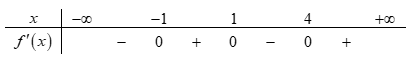 x −∞ −1 1 4 +∞
f′(x) − 0 + 0 − 0 +